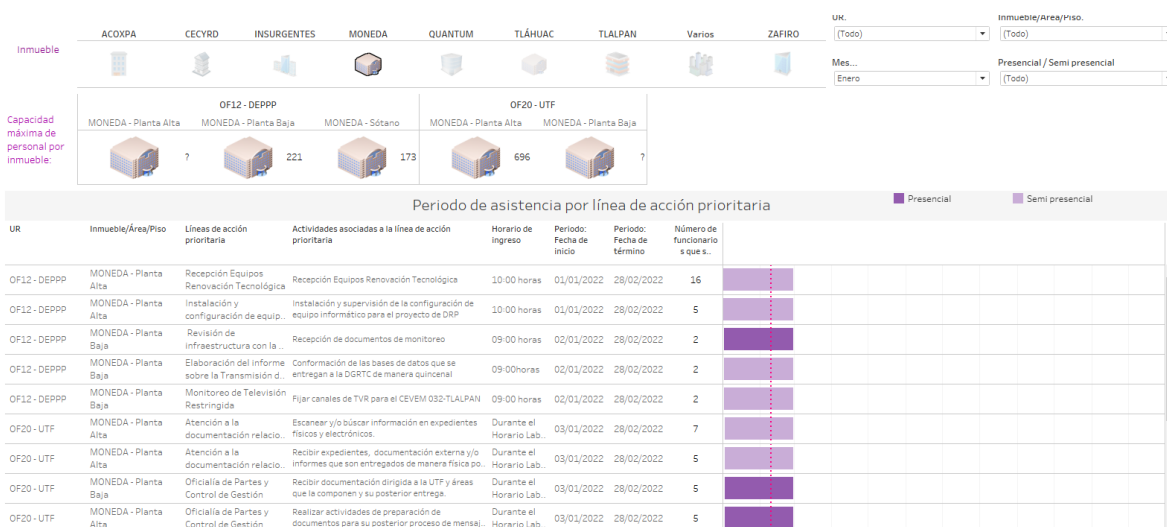 UR.
Inmueble/Área/Piso.
ACOXPA CECYRD INSURGENTES MONEDA QUANTUM TLÁHUAC TLALPAN Varios ZAFIRO
(Todo) (Todo)
Inmueble
Mes... Presencial / Semi presencial
Enero (Todo)
OF12 - DEPPP OF20 - UTF
Capacidad
máxima de
personal por
inmueble:
MONEDA - Planta Alta MONEDA - Planta Baja MONEDA - Sótano MONEDA - Planta Alta MONEDA - Planta Baja
? 221 173 696 ?
Periodo de asistencia por línea de acción prioritaria
Presencial Semi presencial
UR Inmueble/Área/Piso Líneas de acción Actividades asociadas a la línea de acción Horario de Periodo: Periodo: Número de
prioritaria prioritaria ingreso Fecha de Fecha de funcionario
inicio término s que s..
OF12 - DEPPP MONEDA - Planta Recepción Equipos Recepción Equipos Renovación Tecnológica 10:00 horas 01/01/2022 28/02/2022 16
Alta Renovación Tecnológica
OF12 - DEPPP MONEDA - Planta Instalación y Instalación y supervisión de la configuración de 10:00 horas 01/01/2022 28/02/2022 5
Alta configuración de equip.. equipo informático para el proyecto de DRP
OF12 - DEPPP MONEDA - Planta Revisión de Recepción de documentos de monitoreo 09:00 horas 02/01/2022 28/02/2022 2
Baja infraestructura con la ..
OF12 - DEPPP MONEDA - Planta Elaboración del informe Conformación de las bases de datos que se 09:00horas 02/01/2022 28/02/2022 2
Baja sobre la Transmisión d.. entregan a la DGRTC de manera quincenal
OF12 - DEPPP MONEDA - Planta Monitoreo de Televisión Fijar canales de TVR para el CEVEM 032-TLALPAN 09:00 horas 02/01/2022 28/02/2022 2
Baja Restringida
OF20 - UTF MONEDA - Planta Atención a la Escanear y/o búscar información en expedientes Durante el 03/01/2022 28/02/2022 7
Alta documentación relacio.. físicos y electrónicos. Horario Lab..
OF20 - UTF MONEDA - Planta Atención a la Recibir expedientes, documentación externa y/o Durante el 03/01/2022 28/02/2022 5
Alta documentación relacio.. informes que son entregados de manera física po.. Horario Lab..
OF20 - UTF MONEDA - Planta Oficialía de Partes y Recibir documentación dirigida a la UTF y áreas Durante el 03/01/2022 28/02/2022 5
Baja Control de Gestión que la componen y su posterior entrega. Horario Lab..
OF20 - UTF MONEDA - Planta Oficialía de Partes y Realizar actividades de preparación de Durante el 03/01/2022 28/02/2022 5
Alta Control de Gestión documentos para su posterior proceso de mensaj.. Horario Lab..